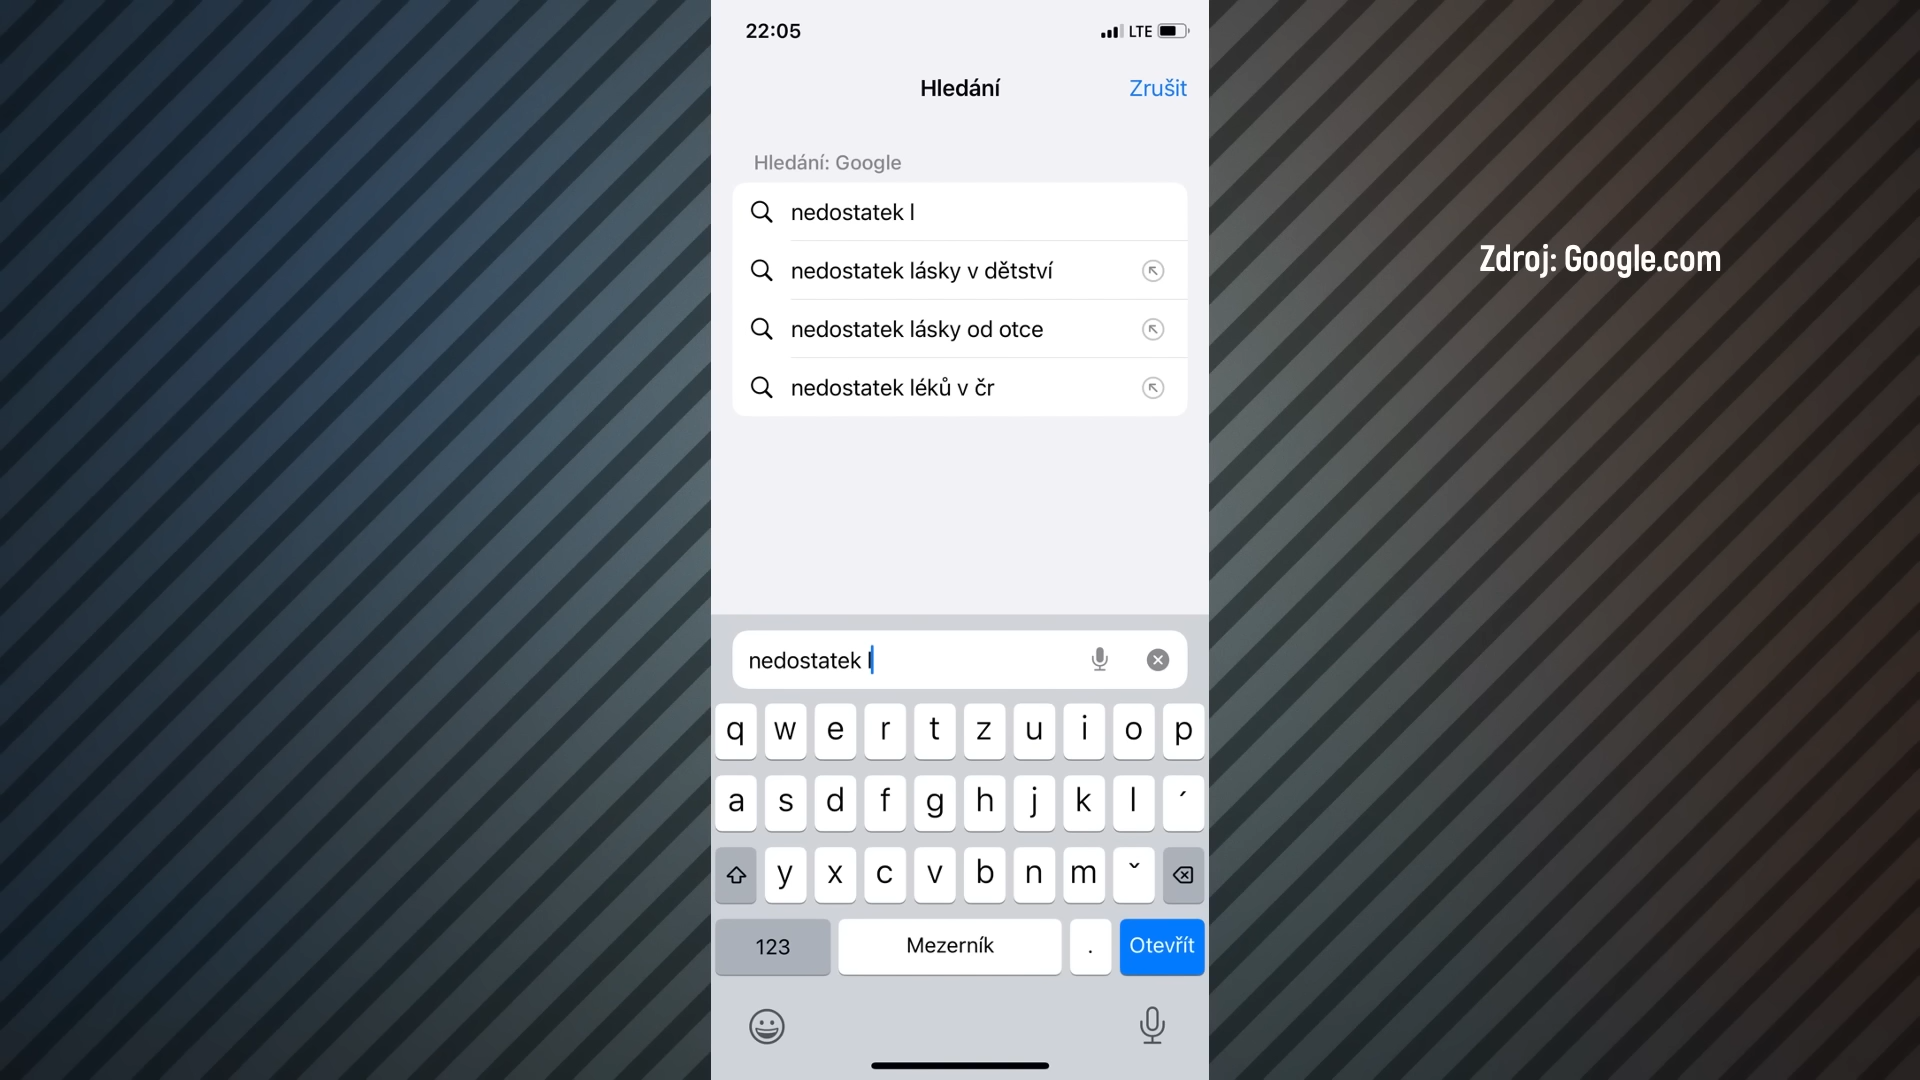 22:05
LTE
Hledání
Zrušit
Hledání: Google
nedostatek l
nedostatek lásky v dětství
nedostatek lásky od otce
nedostatek léků v čr
Zdroj: Google.com
nedostatek l
q w e r t z u i o p
a s d f g h j k l ´
y x c v b n m ˇ
123 Mezerník . Otevřít